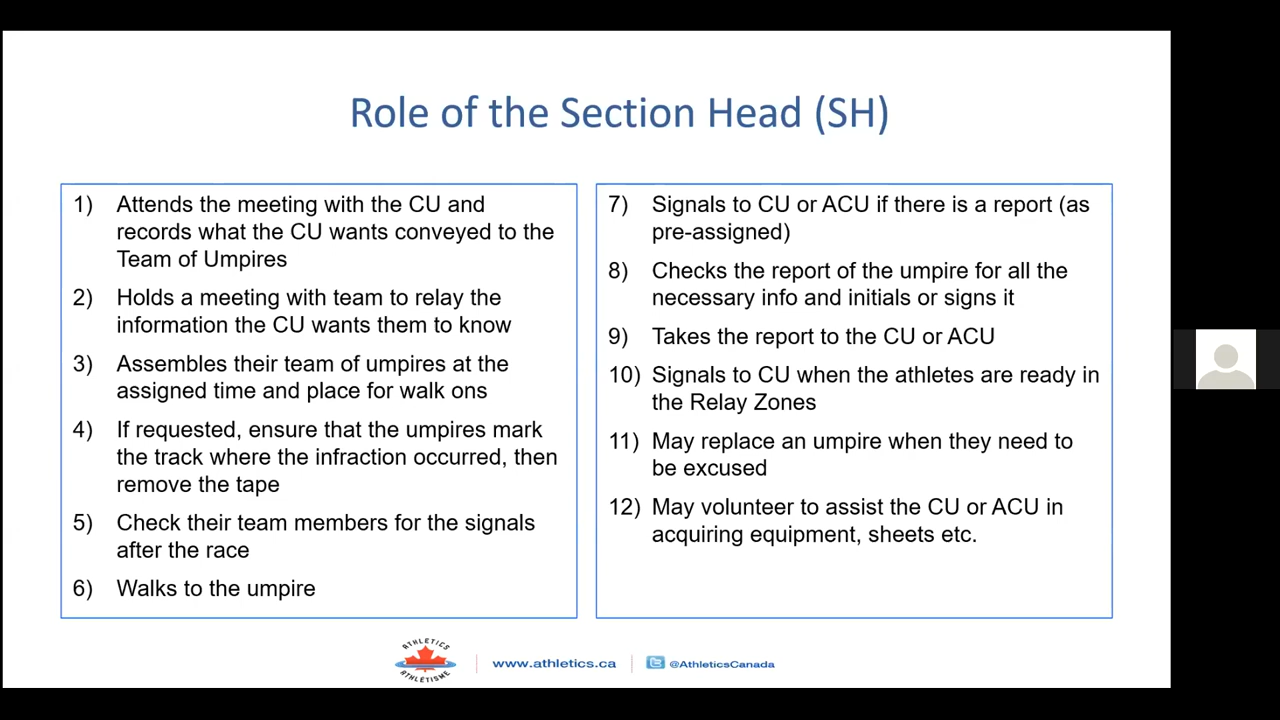 Role of the Section Head (SH)
1) Attends the meeting with the CU and
records what the CU wants conveyed to the
Team of Umpires
2) Holds a meeting with team to relay the
information the CU wants them to know
3) Assembles their team of umpires at the
assigned time and place for walk ons
4) If requested, ensure that the umpires mark
the track where the infraction occurred, then
remove the tape
5) Check their team members for the signals
after the race
6) Walks to the umpire
7) Signals to CU or ACU if there is a report (as
pre-assigned)
8) Checks the report of the umpire for all the
necessary info and initials or signs it
9) Takes the report to the CU or ACU
10) Signals to CU when the athletes are ready in
the Relay Zones
11) May replace an umpire when they need to
be excused
12) May volunteer to assist the CU or ACU in
acquiring equipment, sheets etc.
ATHLETICS
ATHLÉTISME
www.athletics.ca
@AthleticsCanada